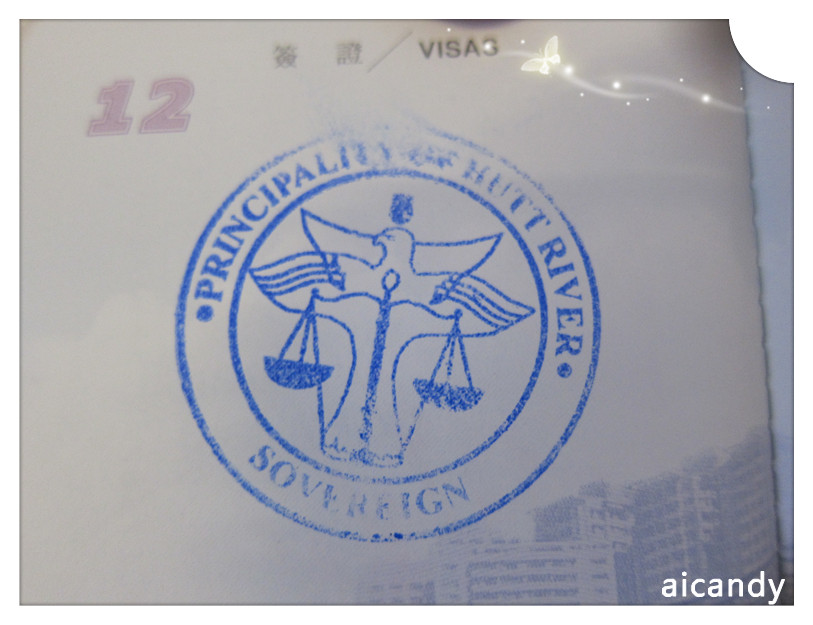 簽 證 / VISAS
12
•PRINCIPALITY OF HUTT RIVER•
SOVEREIGN
aicandy